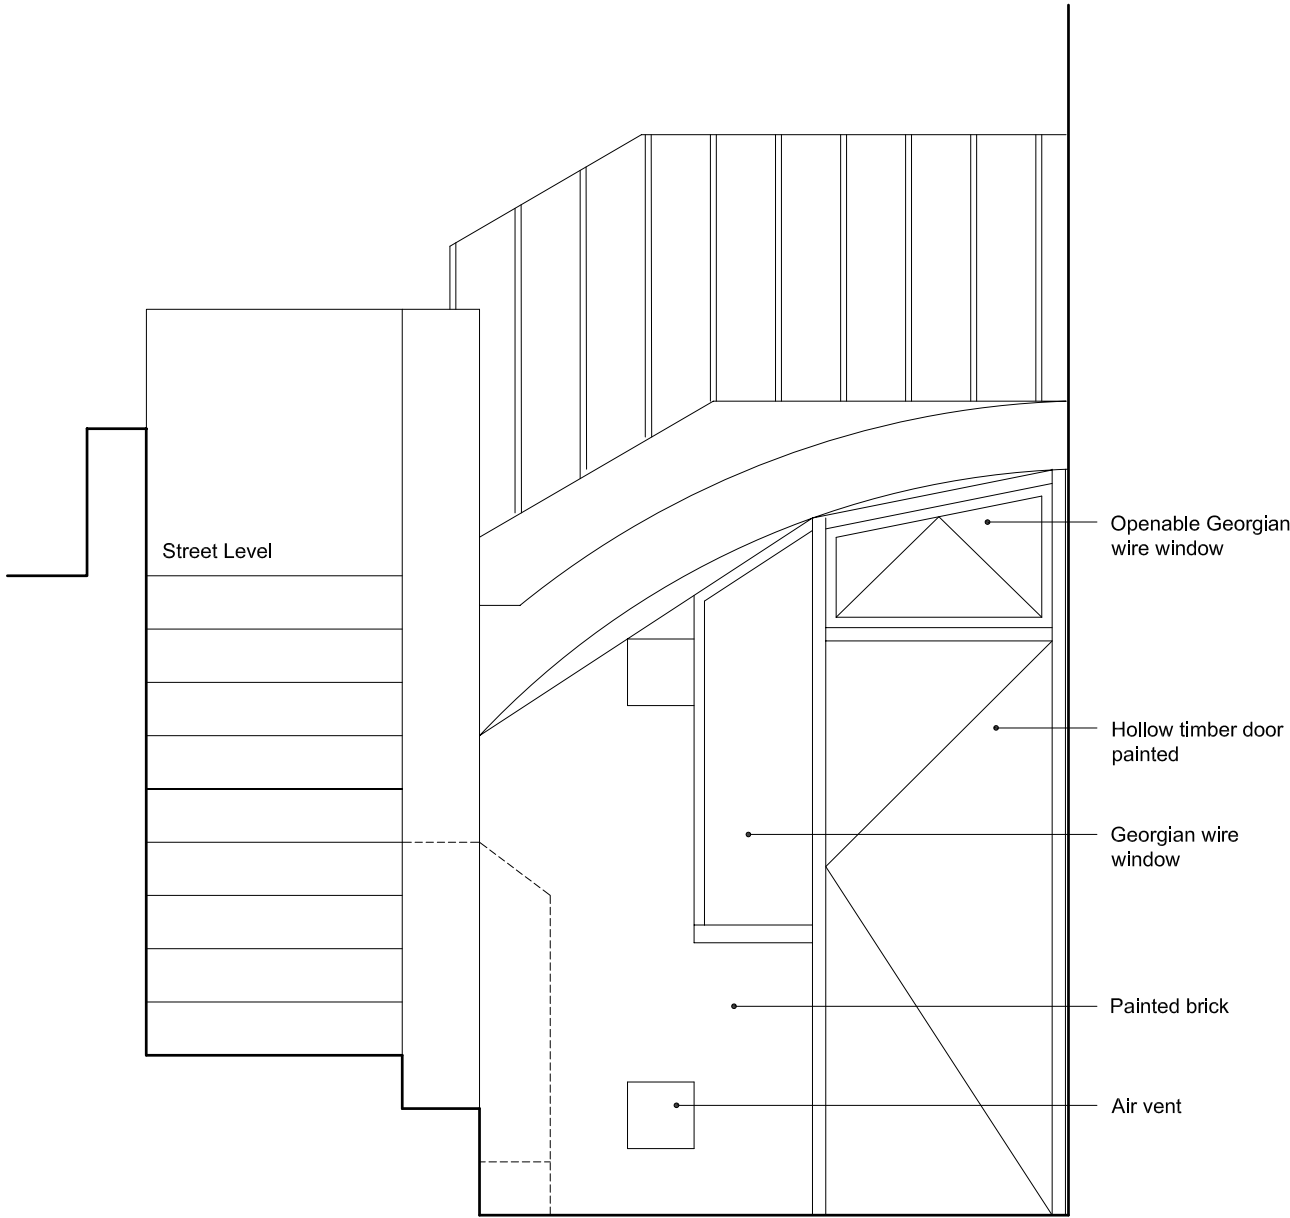 Street Level
Openable Georgian
wire window
Hollow timber door
painted
Georgian wire
window
Painted brick
Air vent